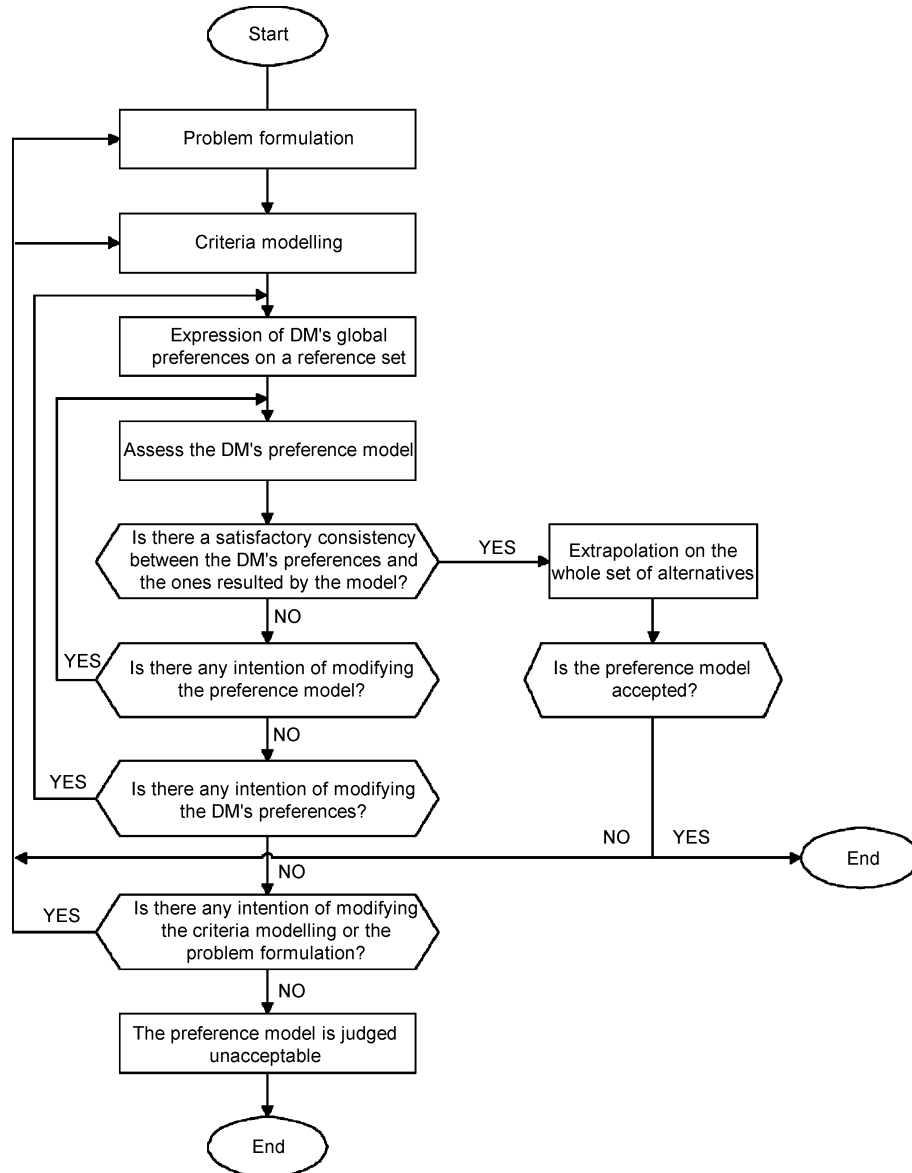 Start
Problem formulation
Criteria modelling
Expression of DM's global
preferences on a reference set
Assess the DM's preference model
Is there a satisfactory consistency
between the DM's preferences and
the ones resulted by the model?
YES
Extrapolation on the
whole set of alternatives
NO
YES
Is there any intention of modifying
the preference model?
Is the preference model
accepted?
NO
YES
Is there any intention of modifying
the DM's preferences?
NO
YES
End
NO
YES
Is there any intention of modifying
the criteria modelling or the
problem formulation?
NO
The preference model is judged
unacceptable
End